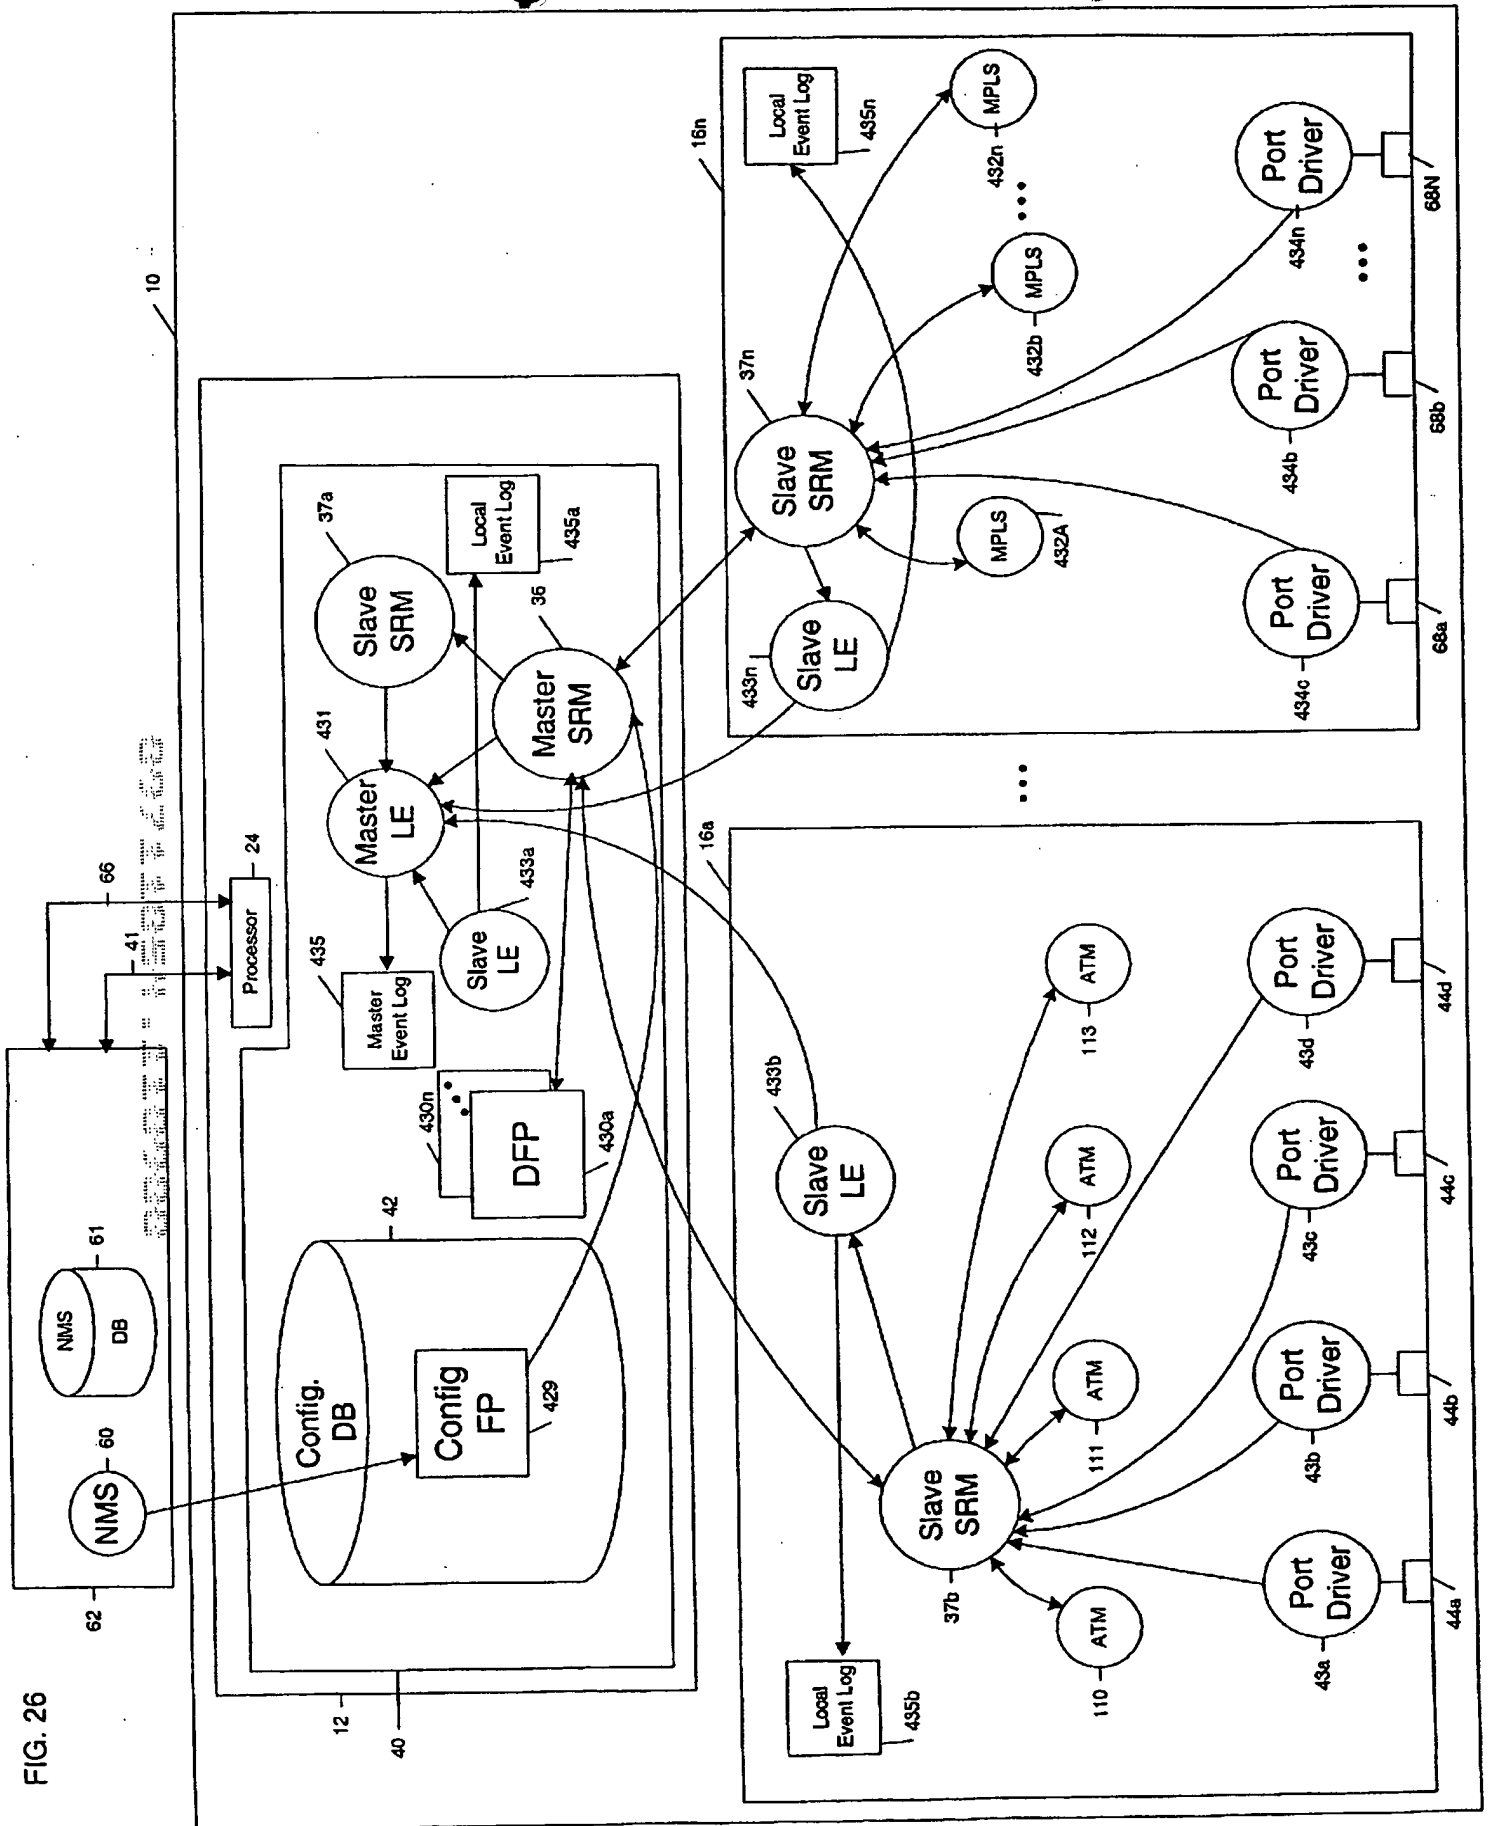 FIG. 26
62
NMS
60
NMS
DB
61
41
66
10
12
40
Processor
24
Config.
DB
42
Config
FP
429
DFP
430n
430a
Master
Event Log
435
Slave
LE
433a
Master
LE
431
Slave
SRM
37a
Master
SRM
36
Local
Event Log
435a
16a
Local
Event Log
435b
Slave
LE
433b
Slave
SRM
37b
ATM
110
ATM
111
ATM
112
ATM
113
Port
Driver
43a
44a
Port
Driver
43b
44b
Port
Driver
43c
44c
Port
Driver
43d
44d
...
16n
Slave
LE
433n
Slave
SRM
37n
Local
Event Log
435n
MPLS
432A
MPLS
432b
...
MPLS
432n
Port
Driver
434c
68a
Port
Driver
434b
68b
...
Port
Driver
434n
68N